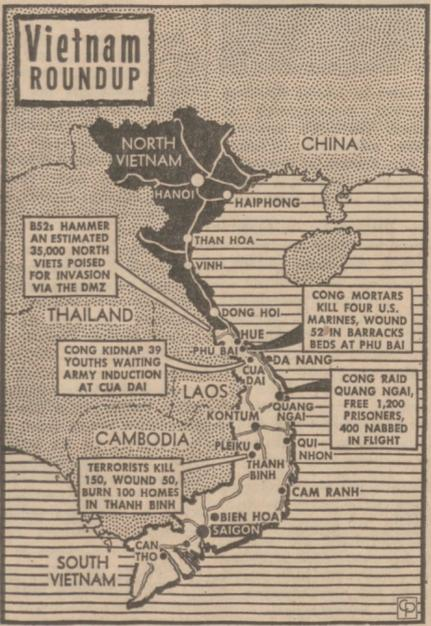 Vietnam
ROUNDUP
CHINA
NORTH
VIETNAM
HANOI
HAIPHONG
B52s HAMMER
AN ESTIMATED
35,000 NORTH
VIETS POISED
FOR INVASION
VIA THE DMZ
THAN HOA
VINH
THAILAND
DONG HOI
CONG MORTARS
KILL FOUR U.S.
MARINES, WOUND
52 IN BARRACKS
BEDS AT PHU BAI
HUE
PHU BAI
DA NANG
CONG KIDNAP 39
YOUTHS WAITING
ARMY INDUCTION
AT CUA DAI
CUA
DAI
LAOS
CONG RAID
QUANG NGAI,
FREE 1,200
PRISONERS,
400 NABBED
IN FLIGHT
QUANG
NGAI
KONTUM
CAMBODIA
PLEIKU
QUI
NHON
TERRORISTS KILL
150, WOUND 50,
BURN 100 HOMES
IN THANH BINH
THANH
BINH
CAM RANH
BIEN HOA
SAIGON
CAN
THO
SOUTH
VIETNAM
CP